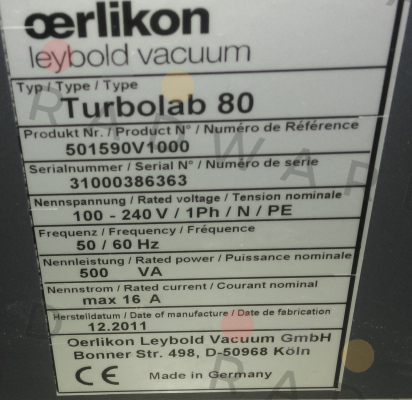 oerlikon
leybold vacuum
Typ / Type / Type
Turbolab 80
Produkt Nr. / Product N° / Numéro de Référence
501590V1000
Serialnummer / Serial N° / Numéro de série
31000386363
Nennspannung / Rated voltage / Tension nominale
100 - 240 V / 1Ph / N / PE
Frequenz / Frequency / Fréquence
50 / 60 Hz
Nennleistung / Rated power / Puissance nominale
500 VA
Nennstrom / Rated current / Courant nominal
max 16 A
Herstelldatum / Date of manufacture / Date de fabrication
12.2011
Oerlikon Leybold Vacuum GmbH
Bonner Str. 498, D-50968 Köln
CE Made in Germany